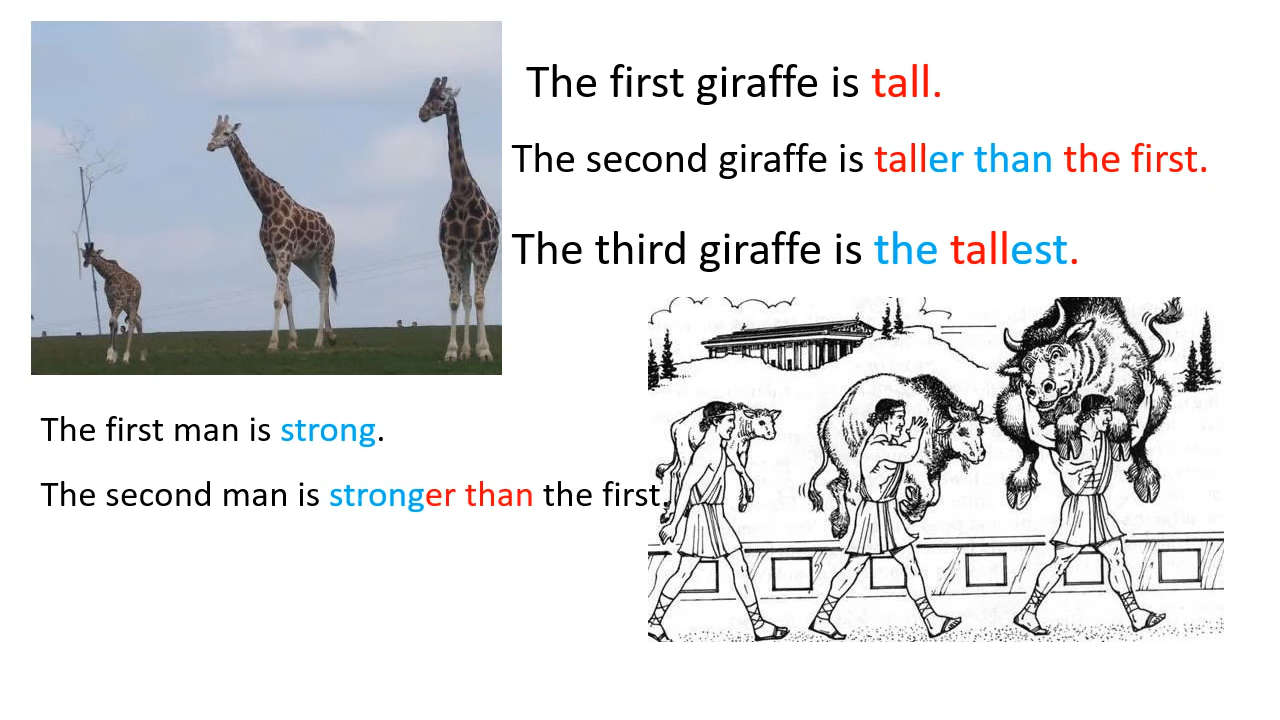 The first giraffe is tall.
The second giraffe is taller than the first.
The third giraffe is the tallest.
The first man is strong.
The second man is stronger than the first.